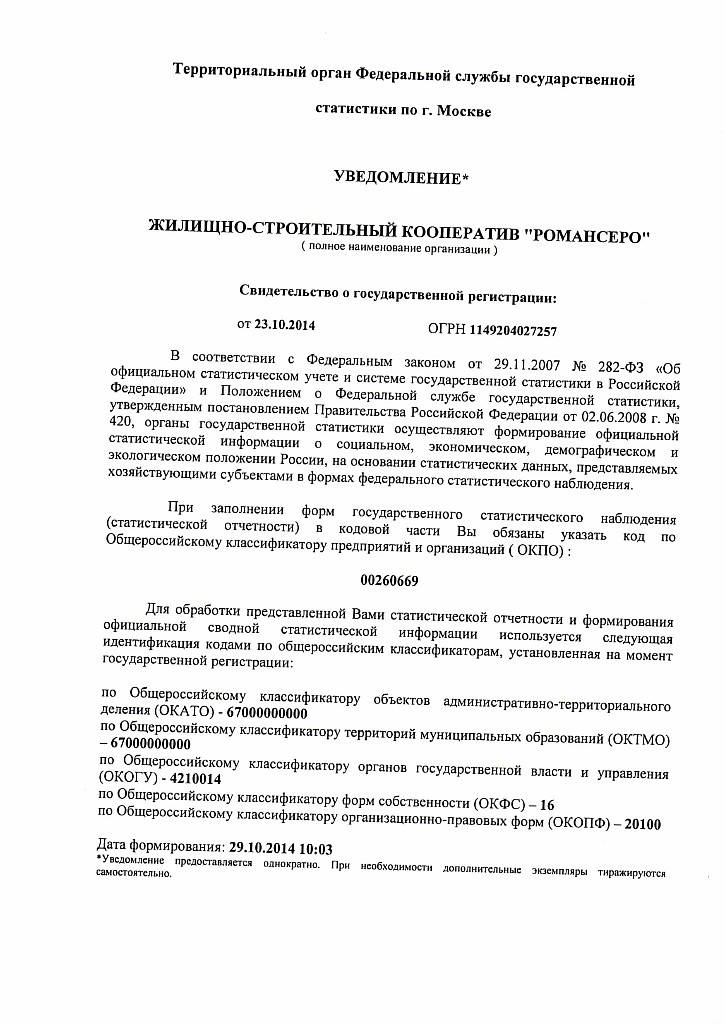 Территориальный орган Федеральной службы государственной
статистики по г. Москве
УВЕДОМЛЕНИЕ*
ЖИЛИЩНО-СТРОИТЕЛЬНЫЙ КООПЕРАТИВ "РОМАНСЕРО"
( полное наименование организации )
Свидетельство о государственной регистрации:
от 23.10.2014 ОГРН 1149204027257
В соответствии с Федеральным законом от 29.11.2007 № 282-ФЗ «Об
официальном статистическом учете и системе государственной статистики в Российской
Федерации» и Положением о Федеральной службе государственной статистики,
утвержденным постановлением Правительства Российской Федерации от 02.06.2008 г. №
420, органы государственной статистики осуществляют формирование официальной
статистической информации о социальном, экономическом, демографическом и
экологическом положении России, на основании статистических данных, представляемых
хозяйствующими субъектами в формах федерального статистического наблюдения.
При заполнении форм государственного статистического наблюдения
(статистической отчетности) в кодовой части Вы обязаны указать код по
Общероссийскому классификатору предприятий и организаций ( ОКПО) :
00260669
Для обработки представленной Вами статистической отчетности и формирования
официальной сводной статистической информации используется следующая
идентификация кодами по общероссийским классификаторам, установленная на момент
государственной регистрации:
по Общероссийскому классификатору объектов административно-территориального
деления (ОКАТО) - 67000000000
по Общероссийскому классификатору территорий муниципальных образований (ОКТМО)
– 67000000000
по Общероссийскому классификатору органов государственной власти и управления
(ОКОГУ) - 4210014
по Общероссийскому классификатору форм собственности (ОКФС) – 16
по Общероссийскому классификатору организационно-правовых форм (ОКОПФ) – 20100
Дата формирования: 29.10.2014 10:03
*Уведомление предоставляется однократно. При необходимости дополнительные экземпляры тиражируются
самостоятельно.